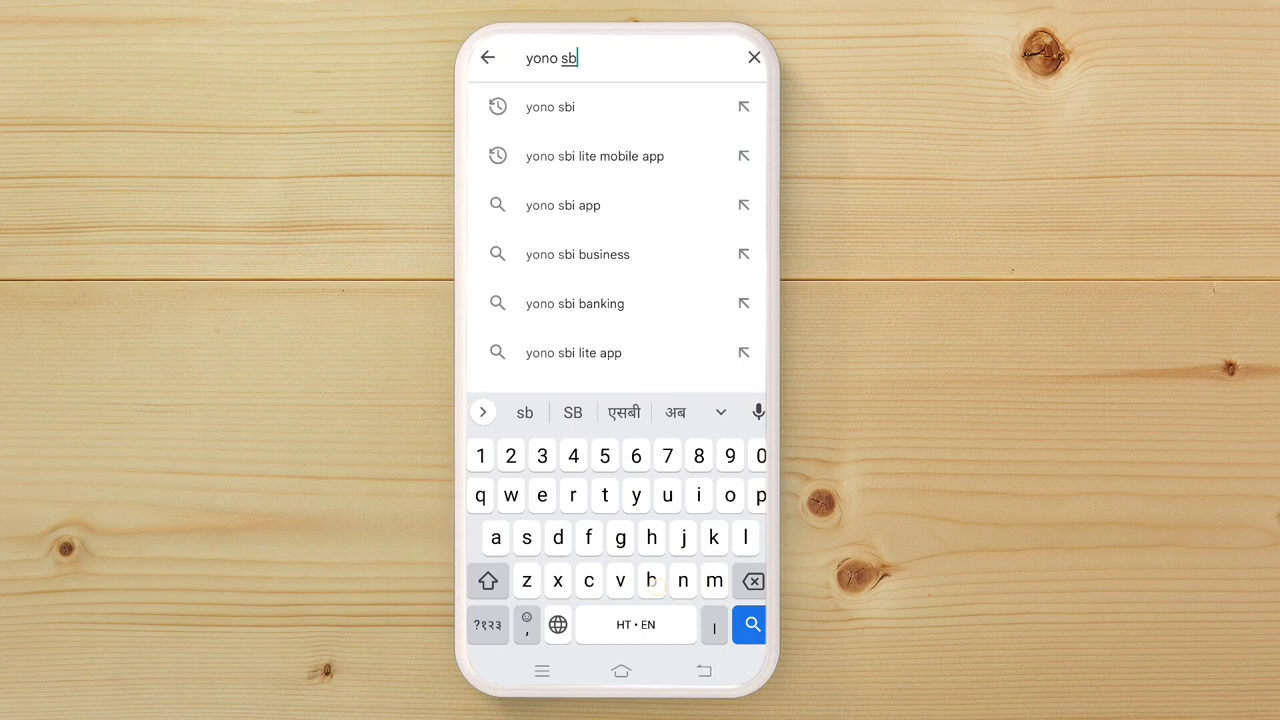 yono sb
yono sbi
yono sbi lite mobile app
yono sbi app
yono sbi business
yono sbi banking
yono sbi lite app
sb SB एसबी अब
1 2 3 4 5 6 7 8 9 0
q w e r t y u i o p
a s d f g h j k l
z x c v b n m
?१२३ , HT • EN ।